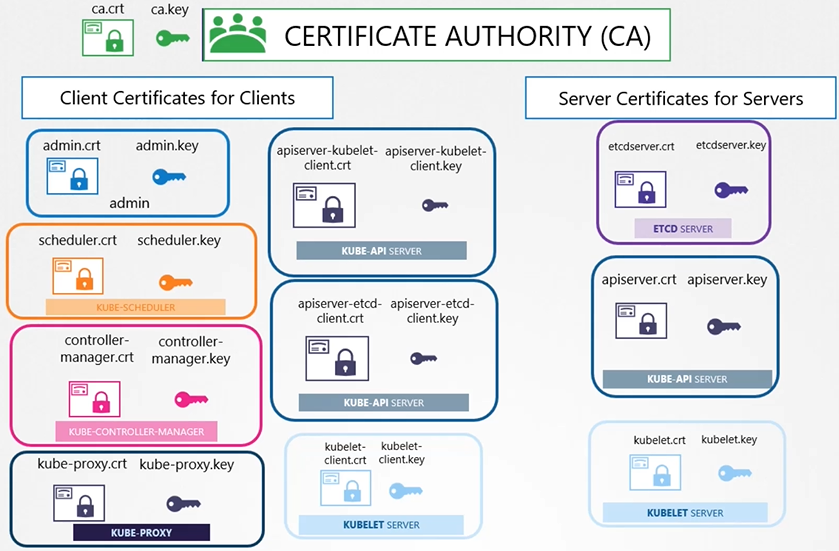 ca.crt
ca.key
CERTIFICATE AUTHORITY (CA)
Client Certificates for Clients
admin.crt
admin.key
admin
scheduler.crt
scheduler.key
KUBE-SCHEDULER
controller-
manager.crt
controller-
manager.key
KUBE-CONTROLLER-MANAGER
kube-proxy.crt
kube-proxy.key
KUBE-PROXY
apiserver-kubelet-
client.crt
apiserver-kubelet-
client.key
KUBE-API SERVER
apiserver-etcd-
client.crt
apiserver-etcd-
client.key
KUBE-API SERVER
kubelet-
client.crt
kubelet-
client.key
KUBELET SERVER
Server Certificates for Servers
etcdserver.crt
etcdserver.key
ETCD SERVER
apiserver.crt
apiserver.key
KUBE-API SERVER
kubelet.crt
kubelet.key
KUBELET SERVER